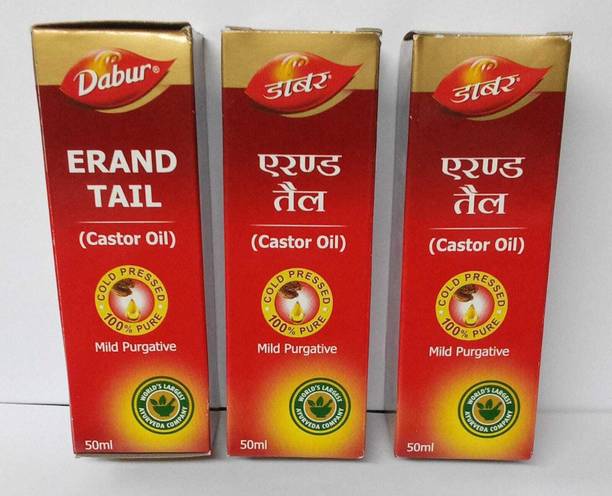 Dabur®
ERAND
TAIL
(Castor Oil)
COLD PRESSED
100% PURE
Mild Purgative
WORLD'S LARGEST
AYURVEDA COMPANY
50ml
डाबर
एरण्ड
तैल
(Castor Oil)
COLD PRESSED
100% PURE
Mild Purgative
WORLD'S LARGEST
AYURVEDA COMPANY
50ml
डाबर
एरण्ड
तैल
(Castor Oil)
COLD PRESSED
100% PURE
Mild Purgative
WORLD'S LARGEST
AYURVEDA COMPANY
50ml